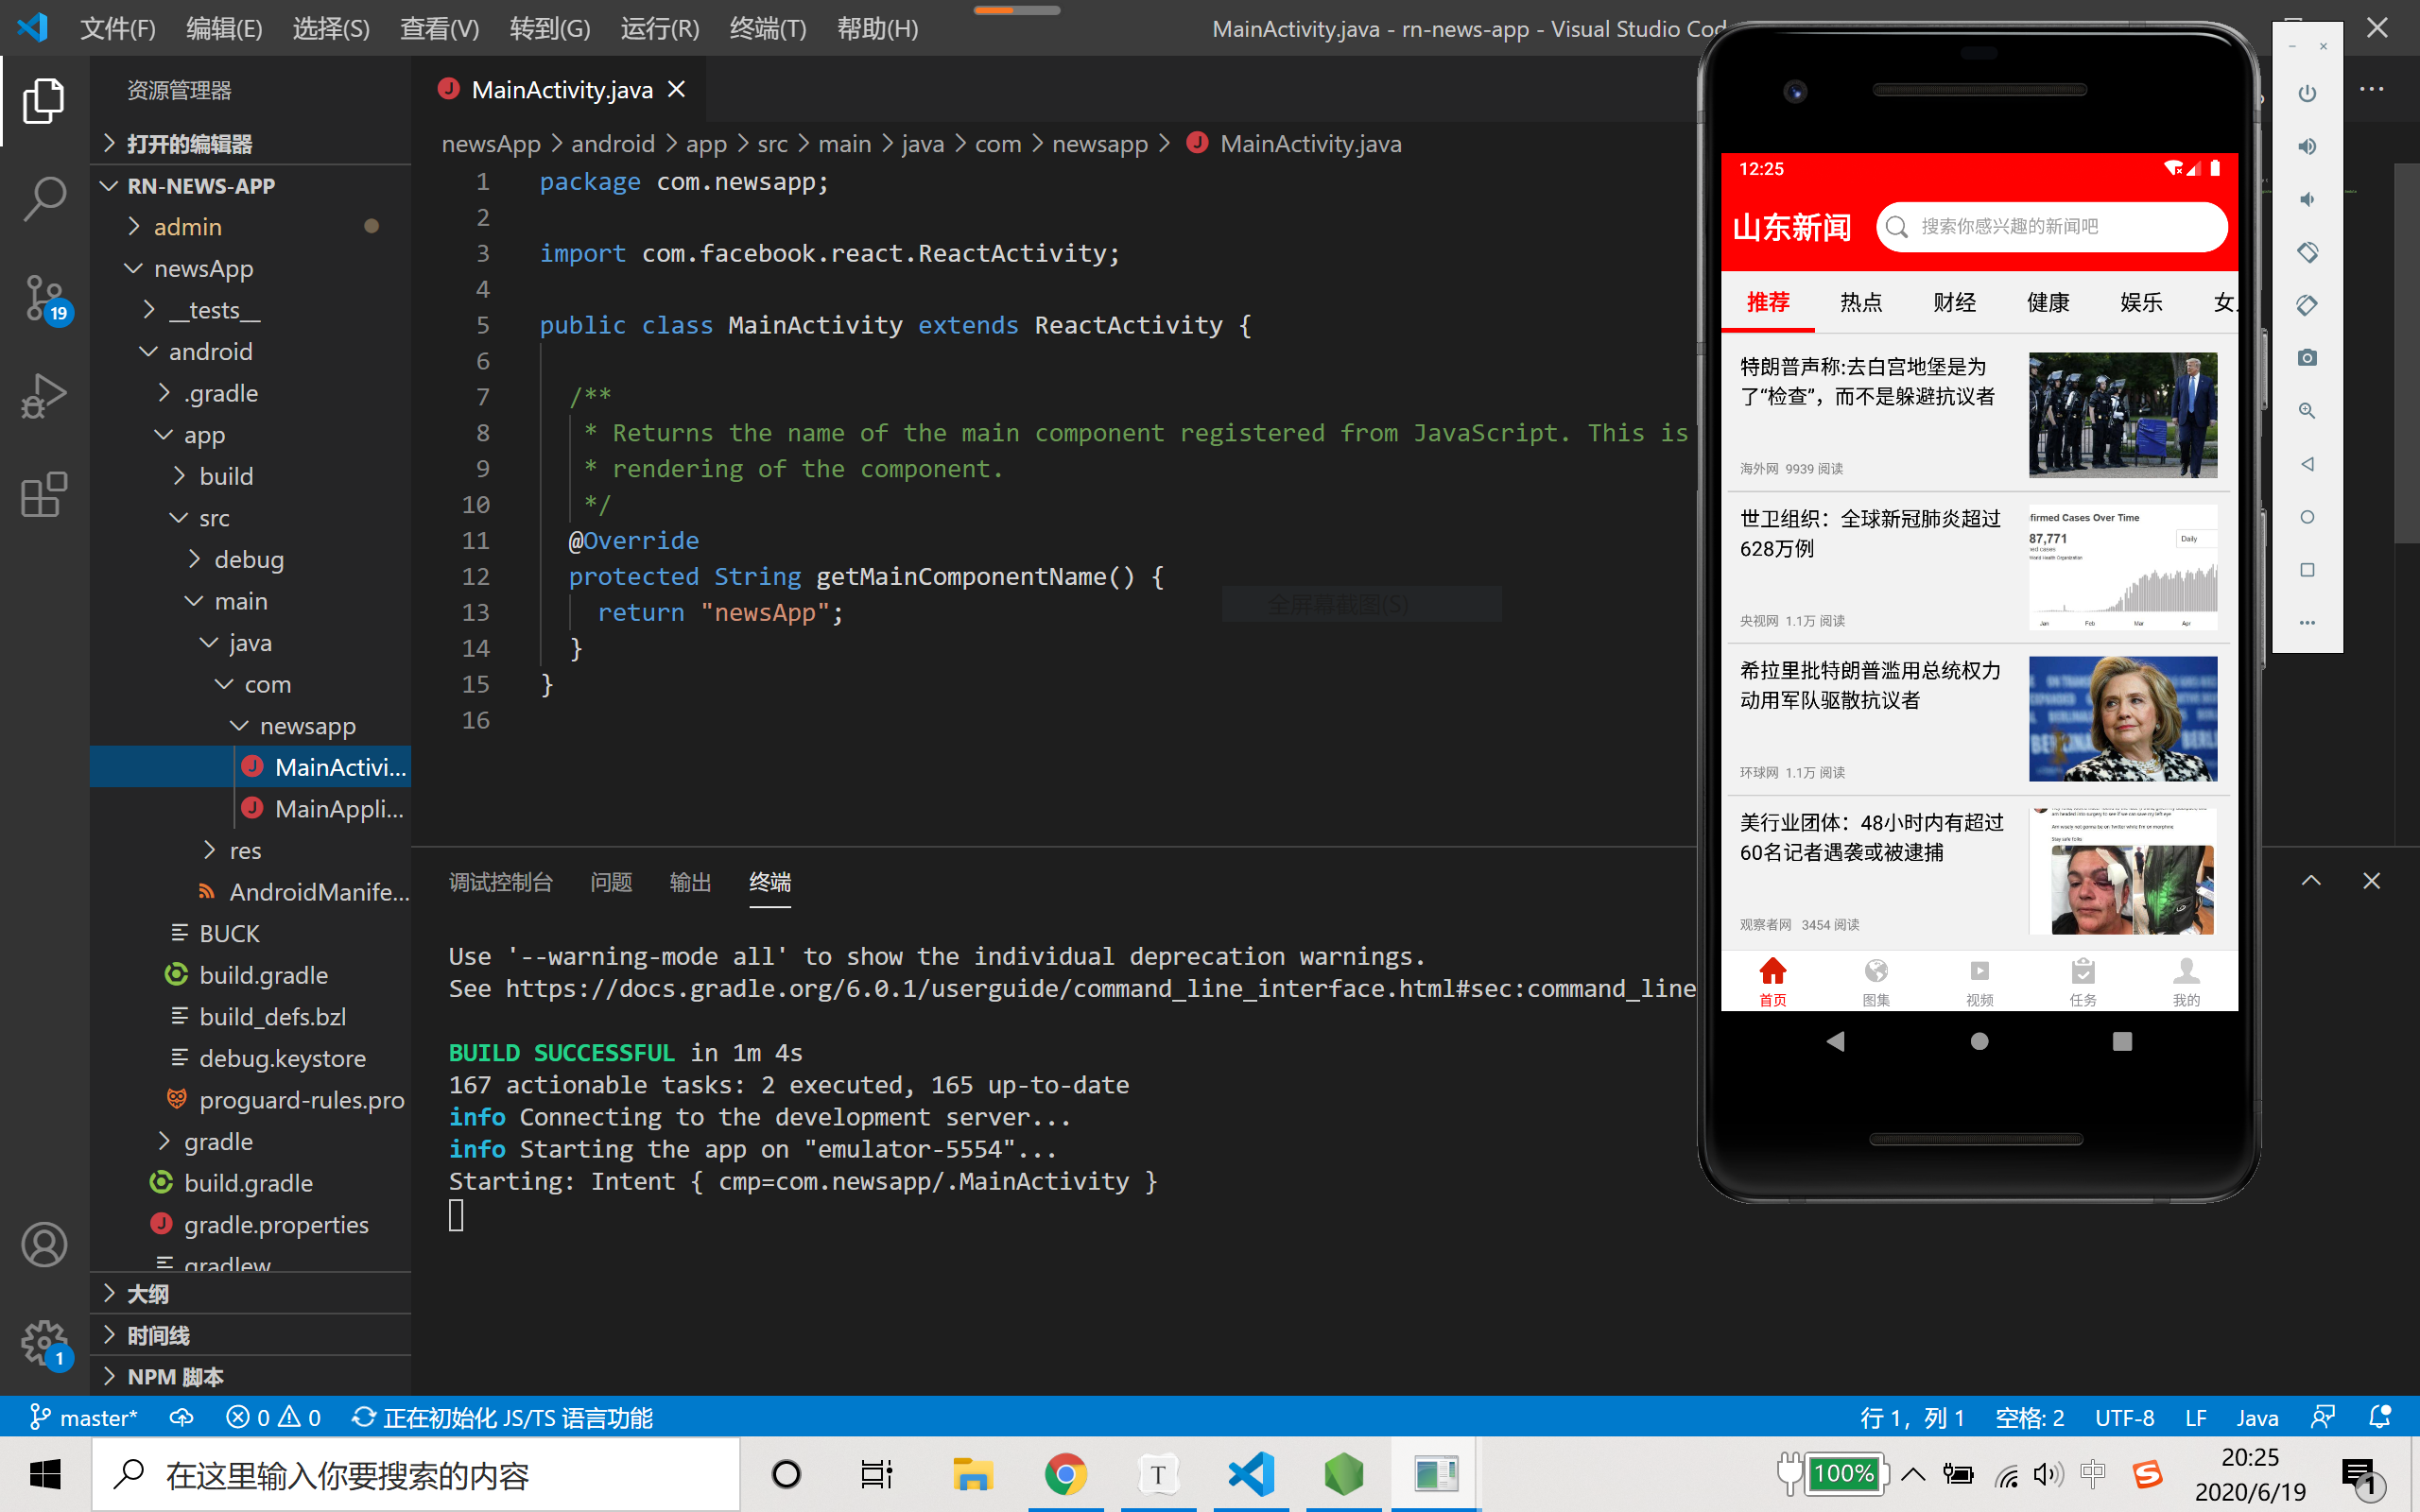 文件(F) 编辑(E) 选择(S) 查看(V) 转到(G) 运行(R) 终端(T) 帮助(H)
MainActivity.java - rn-news-app - Visual Studio Cod
资源管理器
打开的编辑器
RN-NEWS-APP
admin
newsApp
__tests__
android
.gradle
app
build
src
debug
main
java
com
newsapp
MainActivi...
MainAppli...
res
AndroidManife...
BUCK
build.gradle
build_defs.bzl
debug.keystore
proguard-rules.pro
gradle
build.gradle
gradle.properties
gradlew
大纲
时间线
NPM 脚本
19
1
MainActivity.java
newsApp > android > app > src > main > java > com > newsapp > MainActivity.java
1 package com.newsapp;
2
3 import com.facebook.react.ReactActivity;
4
5 public class MainActivity extends ReactActivity {
6
7 /**
8 * Returns the name of the main component registered from JavaScript. This is
9 * rendering of the component.
10 */
11 @Override
12 protected String getMainComponentName() {
13 return "newsApp";
14 }
15 }
16
全屏幕截图(S)
调试控制台 问题 输出 终端
Use '--warning-mode all' to show the individual deprecation warnings.
See https://docs.gradle.org/6.0.1/userguide/command_line_interface.html#sec:command_line
BUILD SUCCESSFUL in 1m 4s
167 actionable tasks: 2 executed, 165 up-to-date
info Connecting to the development server...
info Starting the app on "emulator-5554"...
Starting: Intent { cmp=com.newsapp/.MainActivity }
12:25
山东新闻
搜索你感兴趣的新闻吧
推荐 热点 财经 健康 娱乐
特朗普声称:去白宫地堡是为
了“检查”，而不是躲避抗议者
海外网 9939 阅读
世卫组织：全球新冠肺炎超过
628万例
央视网 1.1万 阅读
firmed Cases Over Time
87,771
Daily
Jan Feb Mar Apr
希拉里批特朗普滥用总统权力
动用军队驱散抗议者
环球网 1.1万 阅读
美行业团体：48小时内有超过
60名记者遇袭或被逮捕
观察者网 3454 阅读
首页 图集 视频 任务 我的
master* 0 0 正在初始化 JS/TS 语言功能
行 1，列 1 空格: 2 UTF-8 LF Java
在这里输入你要搜索的内容
T
100%
中
20:25
2020/6/19
1